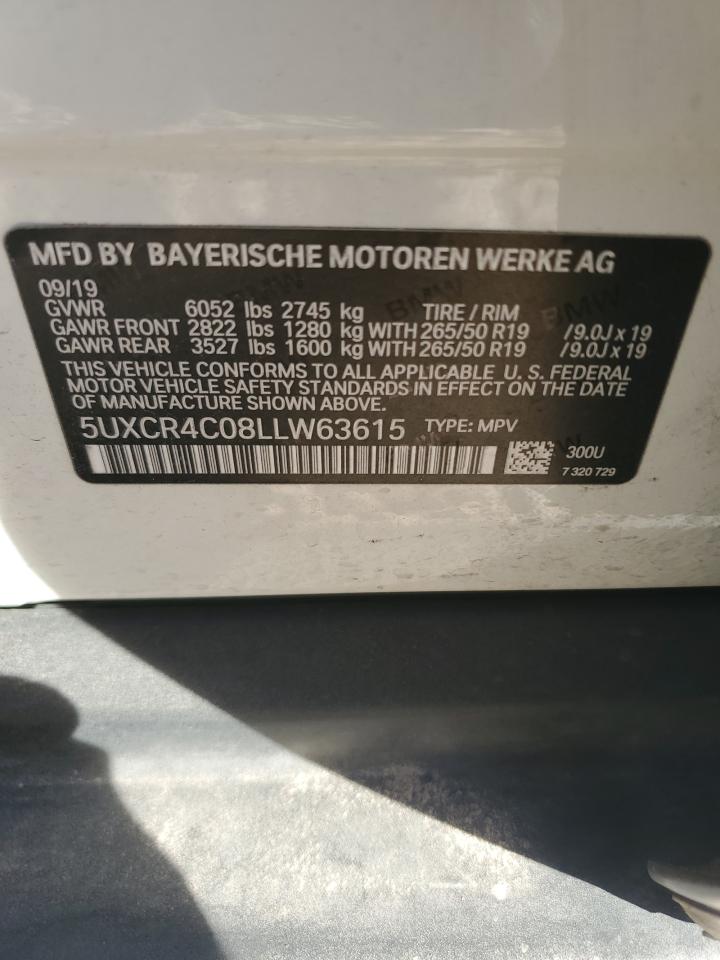 MFD BY BAYERISCHE MOTOREN WERKE AG
09/19
GVWR 6052 lbs 2745 kg TIRE / RIM
GAWR FRONT 2822 lbs 1280 kg WITH 265/50 R19 /9.0J x 19
GAWR REAR 3527 lbs 1600 kg WITH 265/50 R19 /9.0J x 19
THIS VEHICLE CONFORMS TO ALL APPLICABLE U. S. FEDERAL
MOTOR VEHICLE SAFETY STANDARDS IN EFFECT ON THE DATE
OF MANUFACTURE SHOWN ABOVE.
5UXCR4C08LLW63615 TYPE: MPV
300U
7 320 729